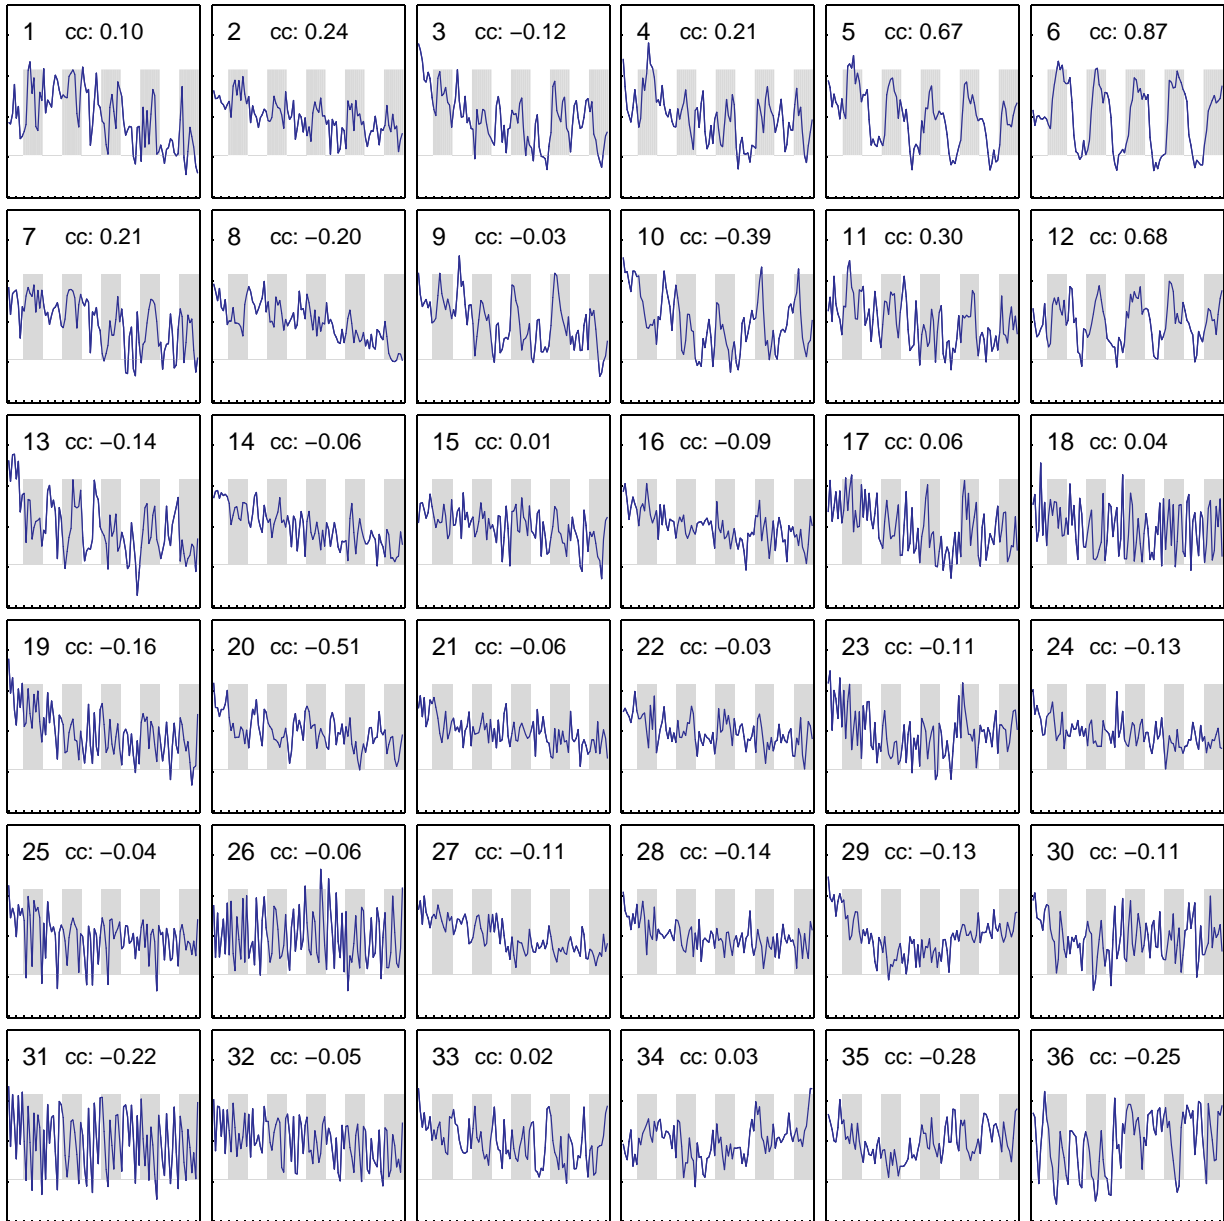 1 cc: 0.10 2 cc: 0.24 3 cc: −0.12 4 cc: 0.21 5 cc: 0.67 6 cc: 0.87
7 cc: 0.21 8 cc: −0.20 9 cc: −0.03 10 cc: −0.39 11 cc: 0.30 12 cc: 0.68
13 cc: −0.14 14 cc: −0.06 15 cc: 0.01 16 cc: −0.09 17 cc: 0.06 18 cc: 0.04
19 cc: −0.16 20 cc: −0.51 21 cc: −0.06 22 cc: −0.03 23 cc: −0.11 24 cc: −0.13
25 cc: −0.04 26 cc: −0.06 27 cc: −0.11 28 cc: −0.14 29 cc: −0.13 30 cc: −0.11
31 cc: −0.22 32 cc: −0.05 33 cc: 0.02 34 cc: 0.03 35 cc: −0.28 36 cc: −0.25